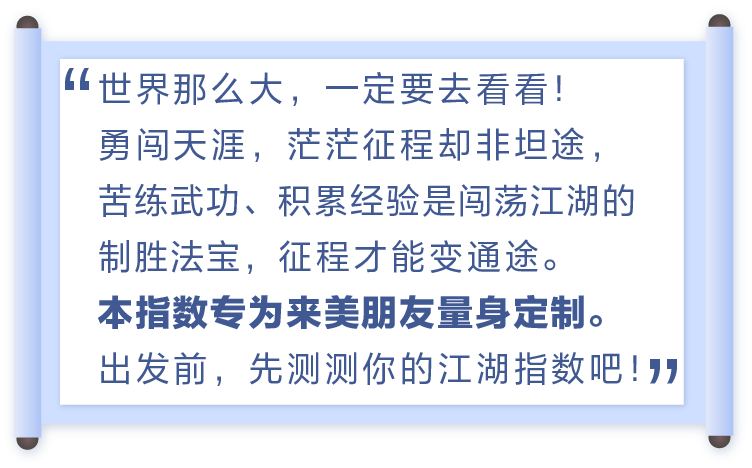 “世界那么大，一定要去看看！
勇闯天涯，茫茫征程却非坦途，
苦练武功、积累经验是闯荡江湖的
制胜法宝，征程才能变通途。
本指数专为来美朋友量身定制。
出发前，先测测你的江湖指数吧！”